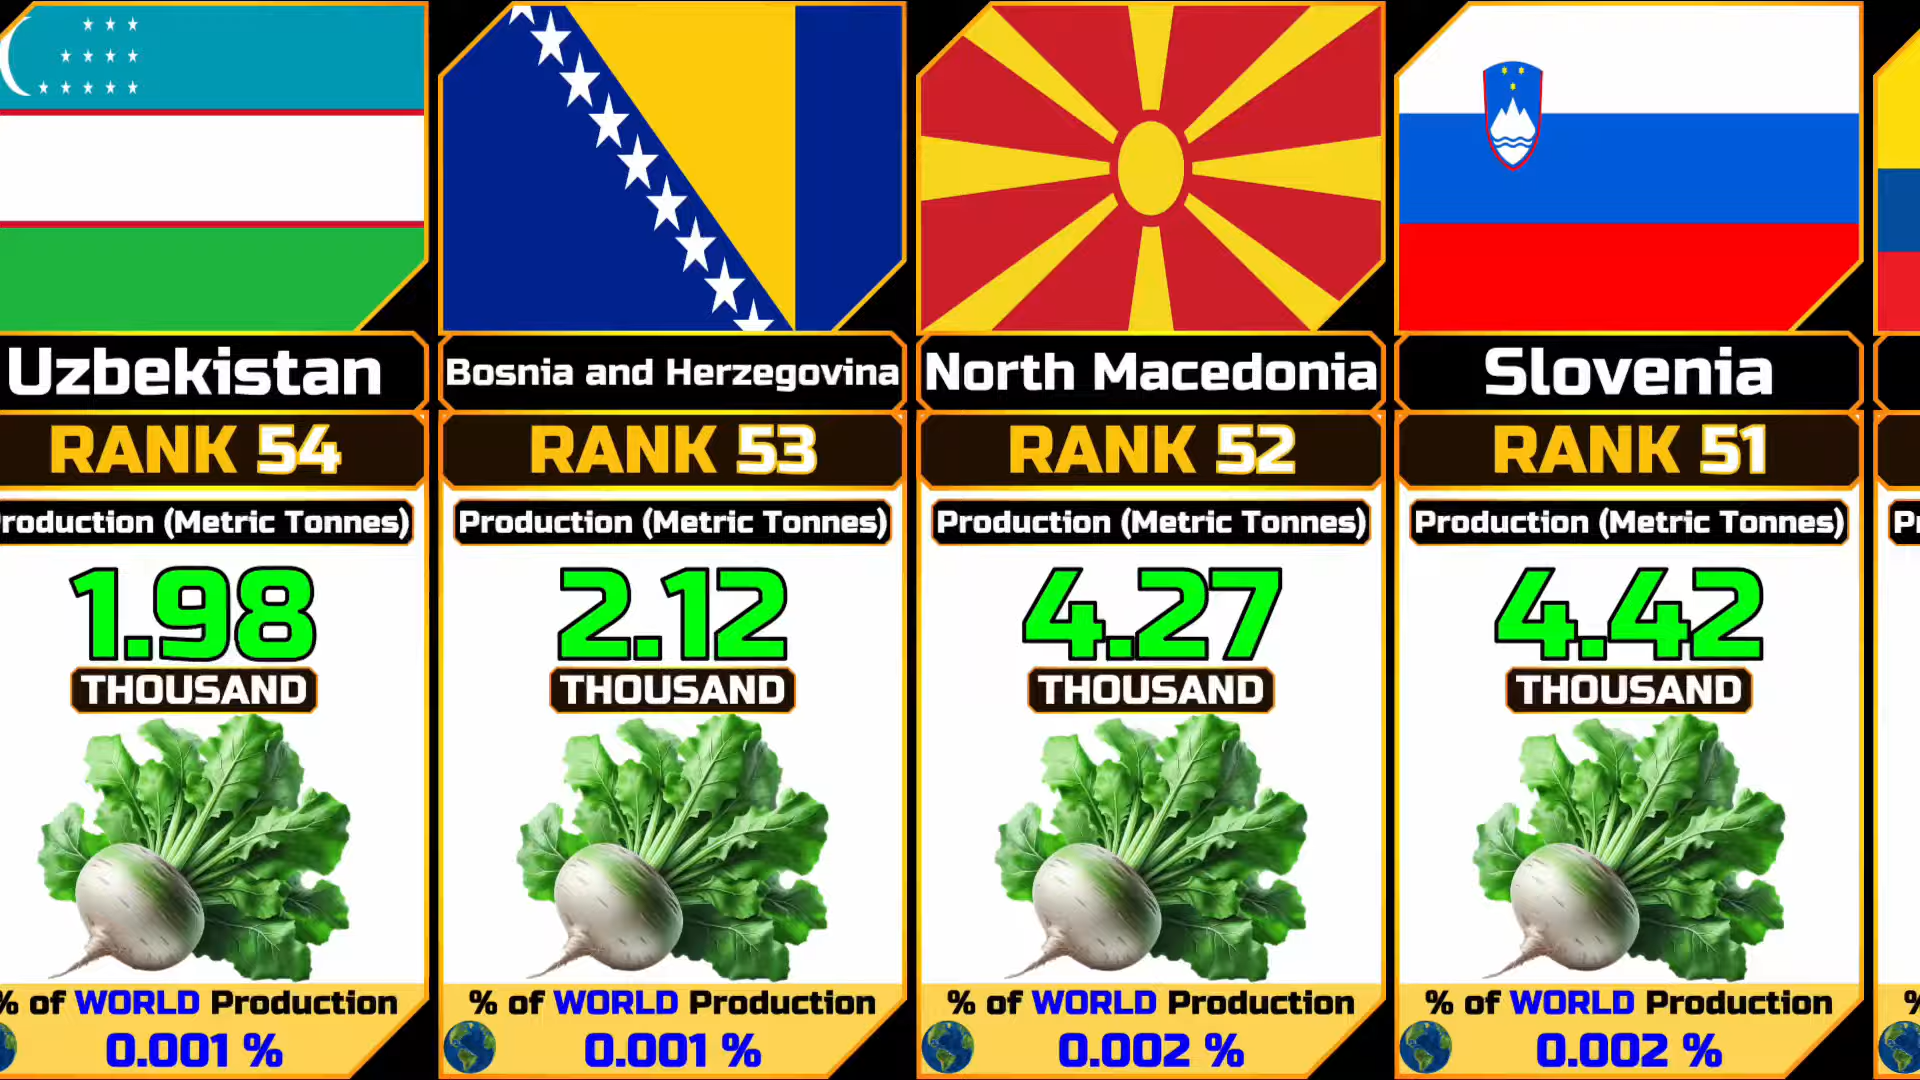 Uzbekistan
RANK 54
Production (Metric Tonnes)
1.98
THOUSAND
% of WORLD Production
0.001 %
Bosnia and Herzegovina
RANK 53
Production (Metric Tonnes)
2.12
THOUSAND
% of WORLD Production
0.001 %
North Macedonia
RANK 52
Production (Metric Tonnes)
4.27
THOUSAND
% of WORLD Production
0.002 %
Slovenia
RANK 51
Production (Metric Tonnes)
4.42
THOUSAND
% of WORLD Production
0.002 %